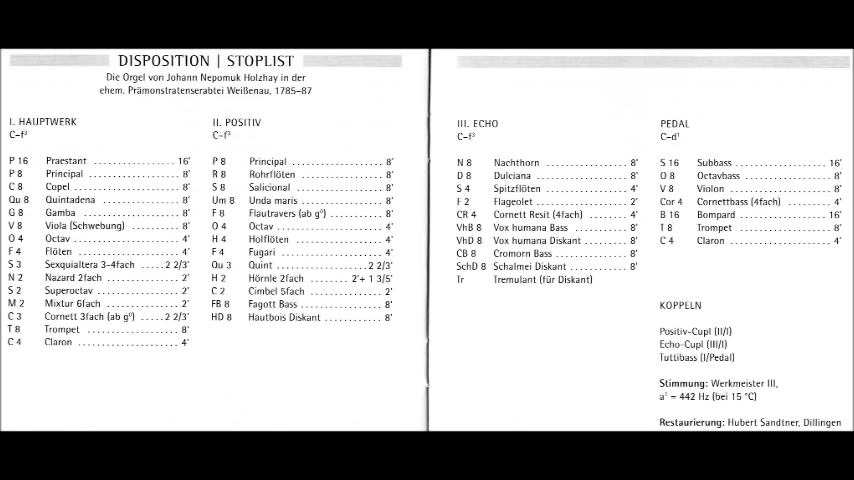 DISPOSITION | STOPLIST
Die Orgel von Johann Nepomuk Holzhay in der
ehem. Prämonstratenserabtei Weißenau, 1785–87
I. HAUPTWERK
C–f³
P 16 Praestant ................ 16'
P 8 Principal .................. 8'
C 8 Copel ..................... 8'
Qu 8 Quintadena ............... 8'
G 8 Gamba .................... 8'
V 8 Viola (Schwebung) .......... 8'
O 4 Octav ..................... 4'
F 4 Flöten ..................... 4'
S 3 Sexquialtera 3-4fach ..... 2 2/3'
N 2 Nazard 2fach ............... 2'
S 2 Superoctav ................. 2'
M 2 Mixtur 6fach ............... 2'
C 3 Cornett 3fach (ab g⁰) ..... 2 2/3'
T 8 Trompet ................... 8'
C 4 Claron .................... 4'
II. POSITIV
C–f³
P 8 Principal .................. 8'
R 8 Rohrflöten ................. 8'
S 8 Salicional .................. 8'
Um 8 Unda maris ................ 8'
F 8 Flautravers (ab g⁰) .......... 8'
O 4 Octav ..................... 4'
H 4 Holflöten .................. 4'
F 4 Fugari ..................... 4'
Qu 3 Quint .................. 2 2/3'
H 2 Hörnle 2fach ........ 2'+ 1 3/5'
C 2 Cimbel 5fach ............... 2'
FB 8 Fagott Bass ................ 8'
HD 8 Hautbois Diskant ............ 8'
III. ECHO
C–f³
N 8 Nachthorn ................. 8'
D 8 Dulciana ................... 8'
S 4 Spitzflöten ................. 4'
F 2 Flageolet ................... 2'
CR 4 Cornett Resit (4fach) ........ 4'
VhB 8 Vox humana Bass ............ 8'
VhD 8 Vox humana Diskant ......... 8'
CB 8 Cromorn Bass ............... 8'
SchD 8 Schalmei Diskant ............ 8'
Tr Tremulant (für Diskant)
PEDAL
C–d¹
S 16 Subbass ................... 16'
O 8 Octavbass .................. 8'
V 8 Violon ..................... 8'
Cor 4 Cornettbass (4fach) .......... 4'
B 16 Bompard .................. 16'
T 8 Trompet ................... 8'
C 4 Claron .................... 4'
KOPPELN
Positiv-Cupl (II/I)
Echo-Cupl (III/I)
Tuttibass (I/Pedal)
Stimmung: Werkmeister III,
a¹ = 442 Hz (bei 15 °C)
Restaurierung: Hubert Sandtner, Dillingen